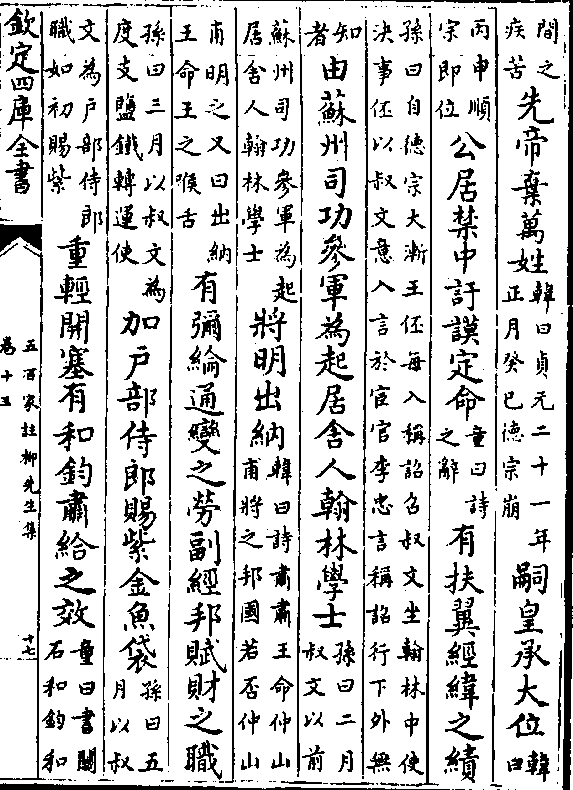 間之疾苦先帝棄萬姓韓曰貞元二十一年正月癸巳德宗崩嗣皇承大位韓曰
丙申順宗即位公居禁中訏謨定命童曰詩之辭有扶翼經緯之績
孫曰自德宗大漸王伾每入稱詔召叔文坐翰林中使決事伾以叔文意入言於宦官李忠言稱詔行下外無
知者由蘇州司功參軍為起居舍人翰林學士孫曰二月叔文以前
蘇州司功參軍為起居舍人翰林學士將明出納韓曰詩肅肅王命仲山甫將之邦國若否仲山
甫明之又曰出納王命王之喉舌有彌綸通變之勞副經邦賦財之職
孫曰三月以叔文為度支鹽鐵轉運使加戶部侍郎賜紫金魚袋孫曰五月以叔
文為戶部侍郎職如初賜紫重輕開塞有和鈞肅給之效童曰書關石和鈞和
欽定四庫全書
五百家註柳先生集
卷十
十七